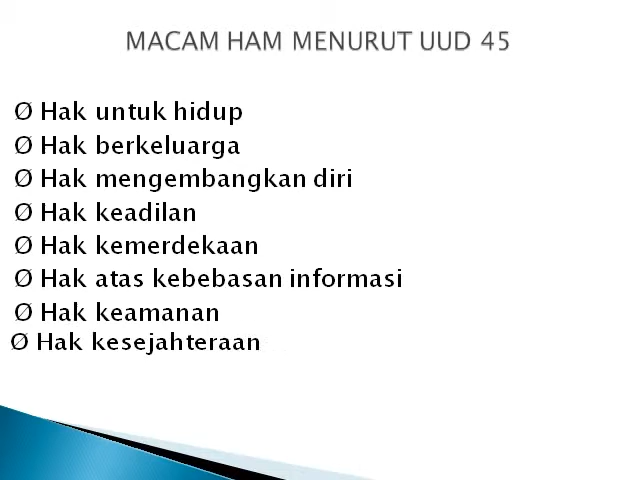 MACAM HAM MENURUT UUD 45
Ø Hak untuk hidup
Ø Hak berkeluarga
Ø Hak mengembangkan diri
Ø Hak keadilan
Ø Hak kemerdekaan
Ø Hak atas kebebasan informasi
Ø Hak keamanan
Ø Hak kesejahteraan